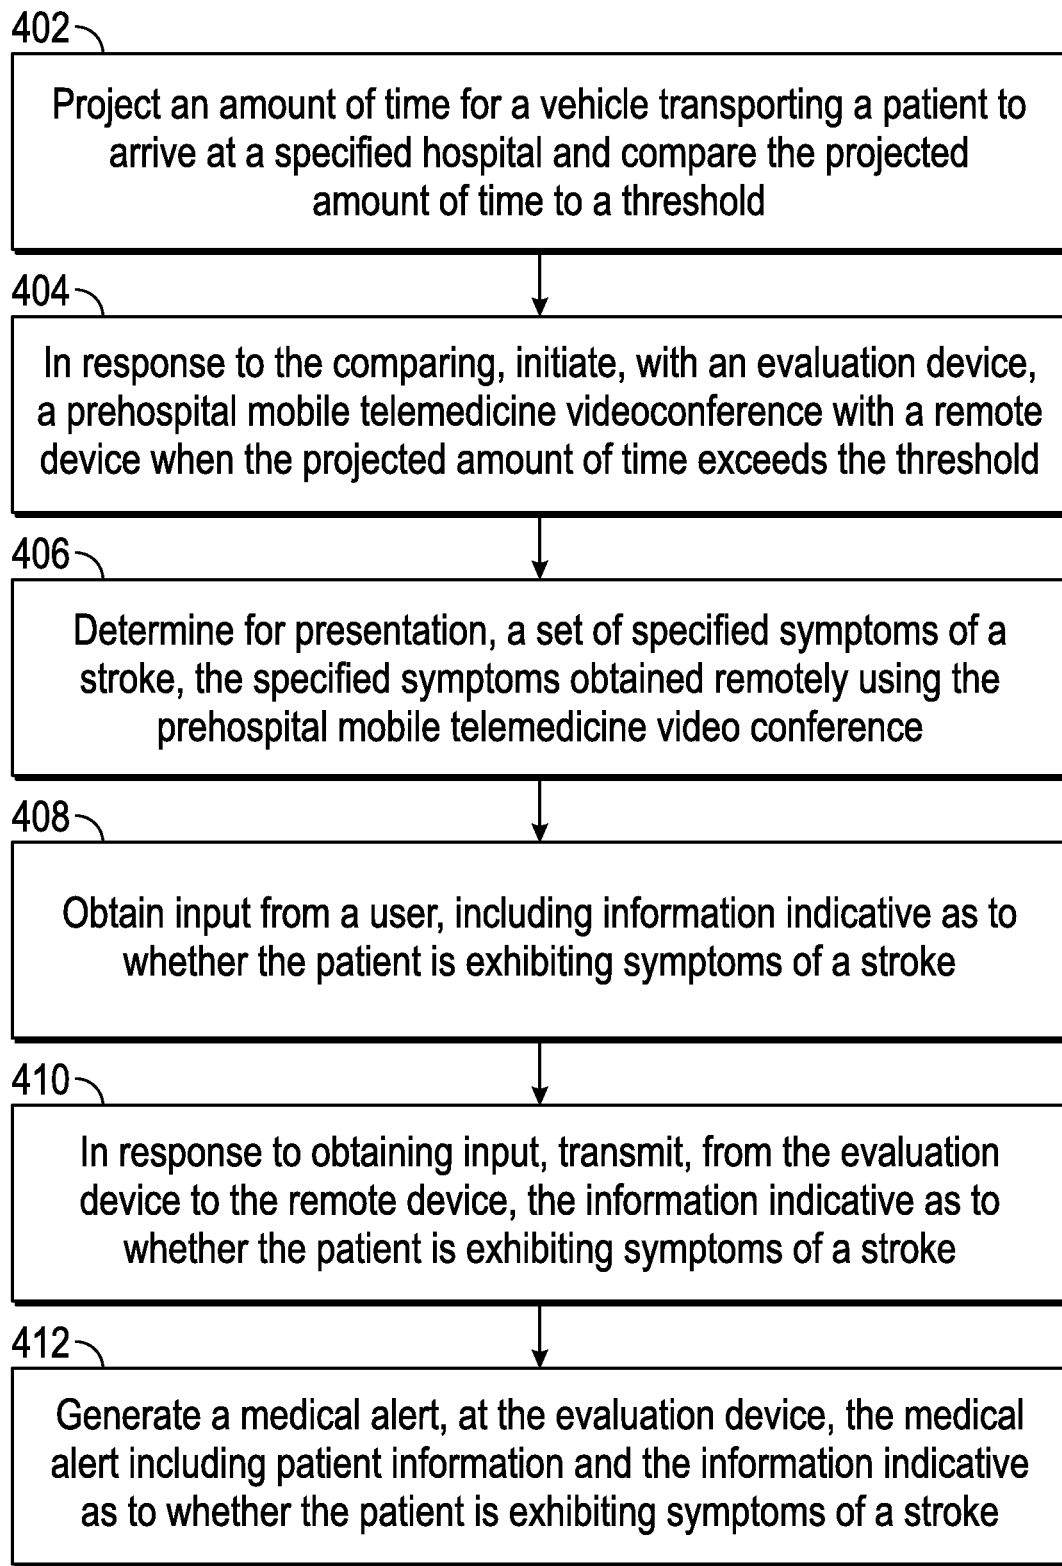 402
Project an amount of time for a vehicle transporting a patient to
arrive at a specified hospital and compare the projected
amount of time to a threshold
404
In response to the comparing, initiate, with an evaluation device,
a prehospital mobile telemedicine videoconference with a remote
device when the projected amount of time exceeds the threshold
406
Determine for presentation, a set of specified symptoms of a
stroke, the specified symptoms obtained remotely using the
prehospital mobile telemedicine video conference
408
Obtain input from a user, including information indicative as to
whether the patient is exhibiting symptoms of a stroke
410
In response to obtaining input, transmit, from the evaluation
device to the remote device, the information indicative as to
whether the patient is exhibiting symptoms of a stroke
412
Generate a medical alert, at the evaluation device, the medical
alert including patient information and the information indicative
as to whether the patient is exhibiting symptoms of a stroke